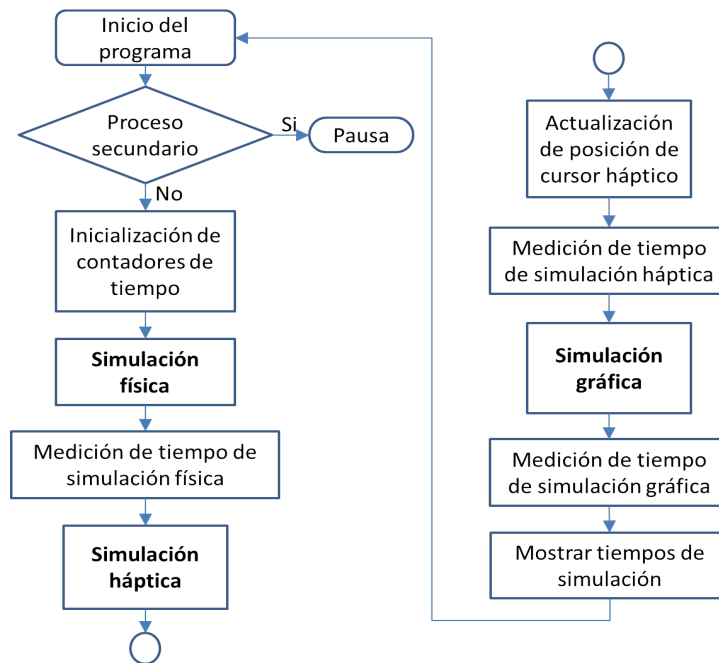 Inicio del
programa
Proceso
secundario
Si
Pausa
No
Inicialización de
contadores de
tiempo
Simulación
física
Medición de tiempo de
simulación física
Simulación
háptica
Actualización
de posición de
cursor háptico
Medición de tiempo
de simulación háptica
Simulación
gráfica
Medición de tiempo
de simulación gráfica
Mostrar tiempos de
simulación